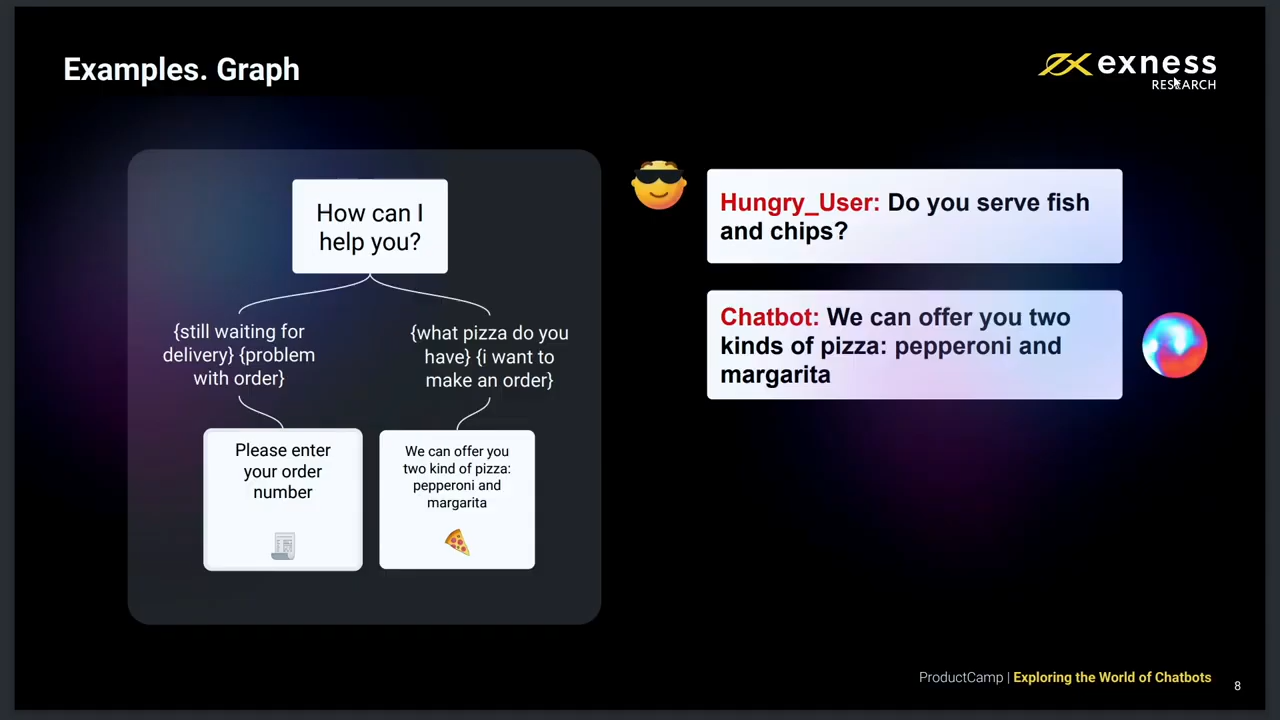 Examples. Graph
exness
RESEARCH
How can I
help you?
{still waiting for
delivery} {problem
with order}
{what pizza do you
have} {i want to
make an order}
Please enter
your order
number
We can offer you
two kind of pizza:
pepperoni and
margarita
Hungry_User: Do you serve fish
and chips?
Chatbot: We can offer you two
kinds of pizza: pepperoni and
margarita
ProductCamp | Exploring the World of Chatbots
8